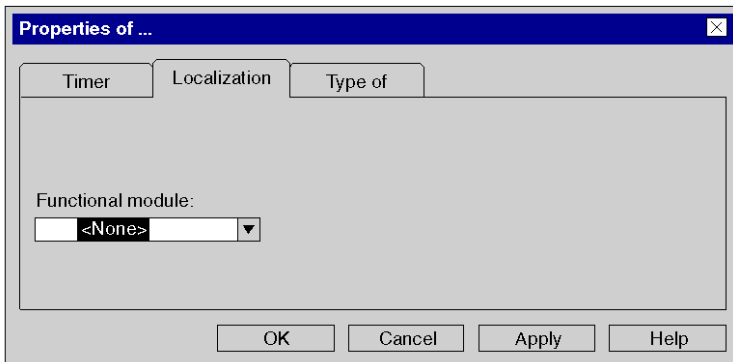 Properties of ...
Timer Localization Type of
Functional module:
<None>
OK Cancel Apply Help